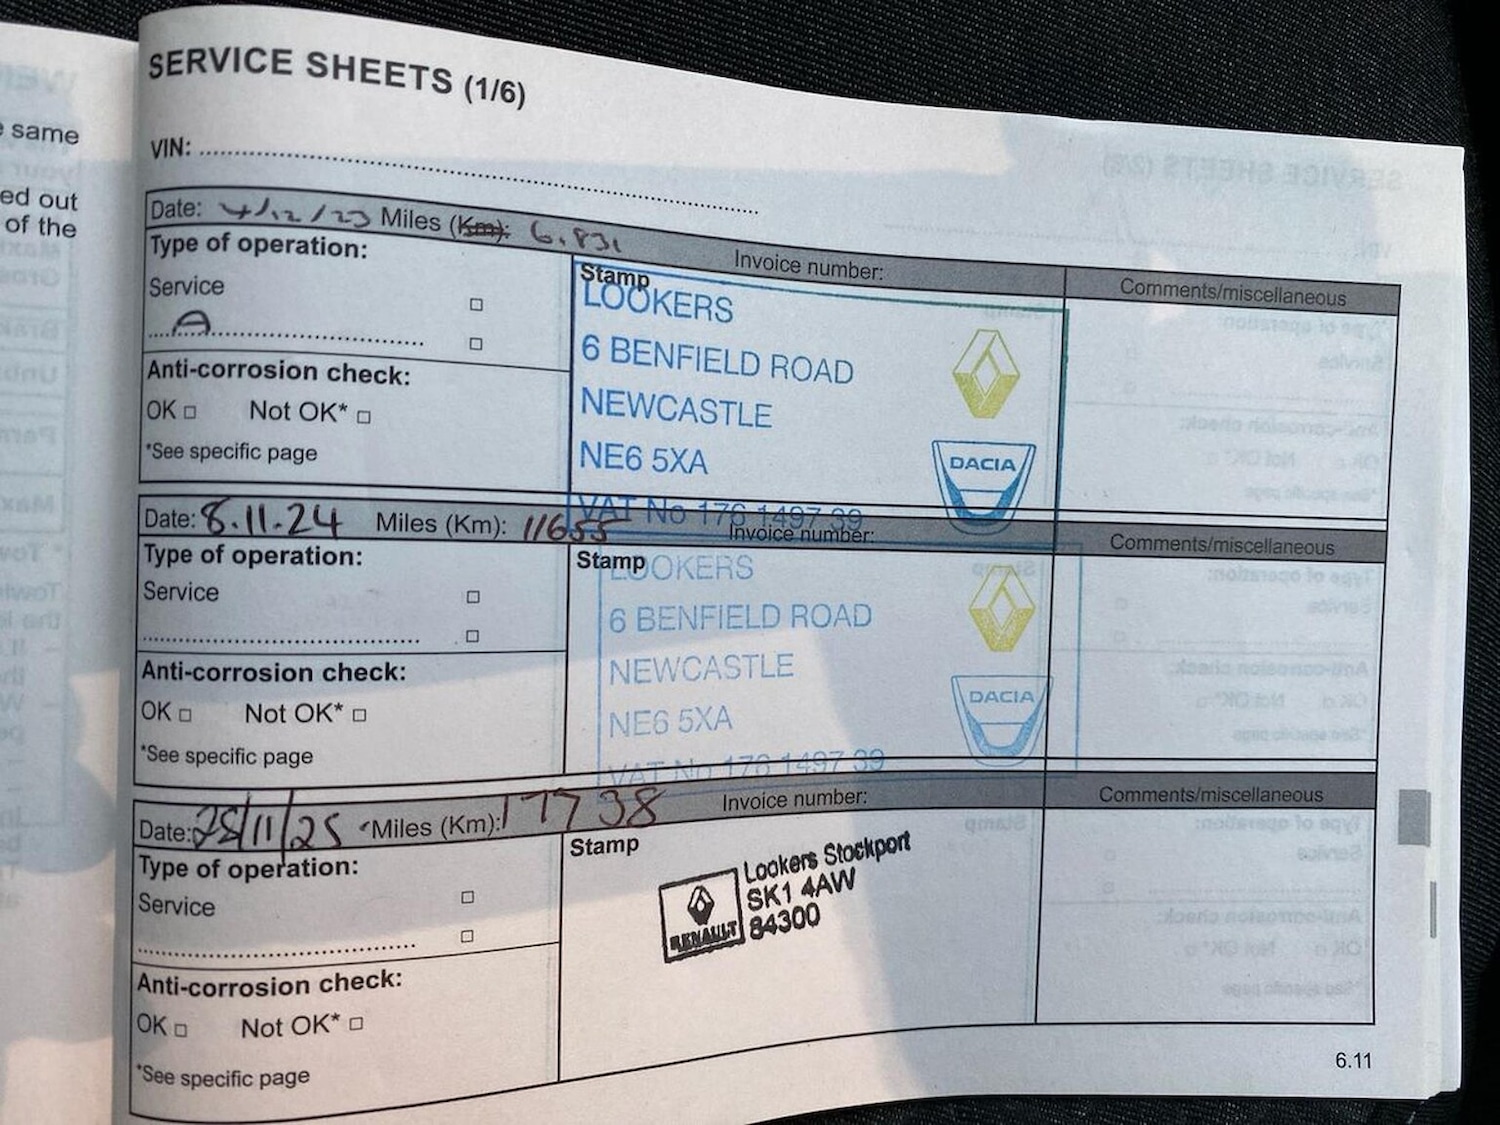 SERVICE SHEETS (1/6)
e same
ed out
of the
VIN:
Date: 4/12/23 Miles (Km): 6.831 Invoice number: Comments/miscellaneous
Type of operation:
Service
A
Anti-corrosion check:
OK □ Not OK* □
*See specific page
Stamp
LOOKERS
6 BENFIELD ROAD
NEWCASTLE
NE6 5XA
VAT No 176 1497 39
DACIA
Date: 8.11.24 Miles (Km): 11655 Invoice number: Comments/miscellaneous
Type of operation:
Service
Anti-corrosion check:
OK □ Not OK* □
*See specific page
Stamp
LOOKERS
6 BENFIELD ROAD
NEWCASTLE
NE6 5XA
VAT No 176 1497 39
DACIA
Date: 25/11/25 Miles (Km): 17738 Invoice number: Comments/miscellaneous
Type of operation:
Service
Anti-corrosion check:
OK □ Not OK* □
*See specific page
Stamp
RENAULT
Lookers Stockport
SK1 4AW
84300
6.11